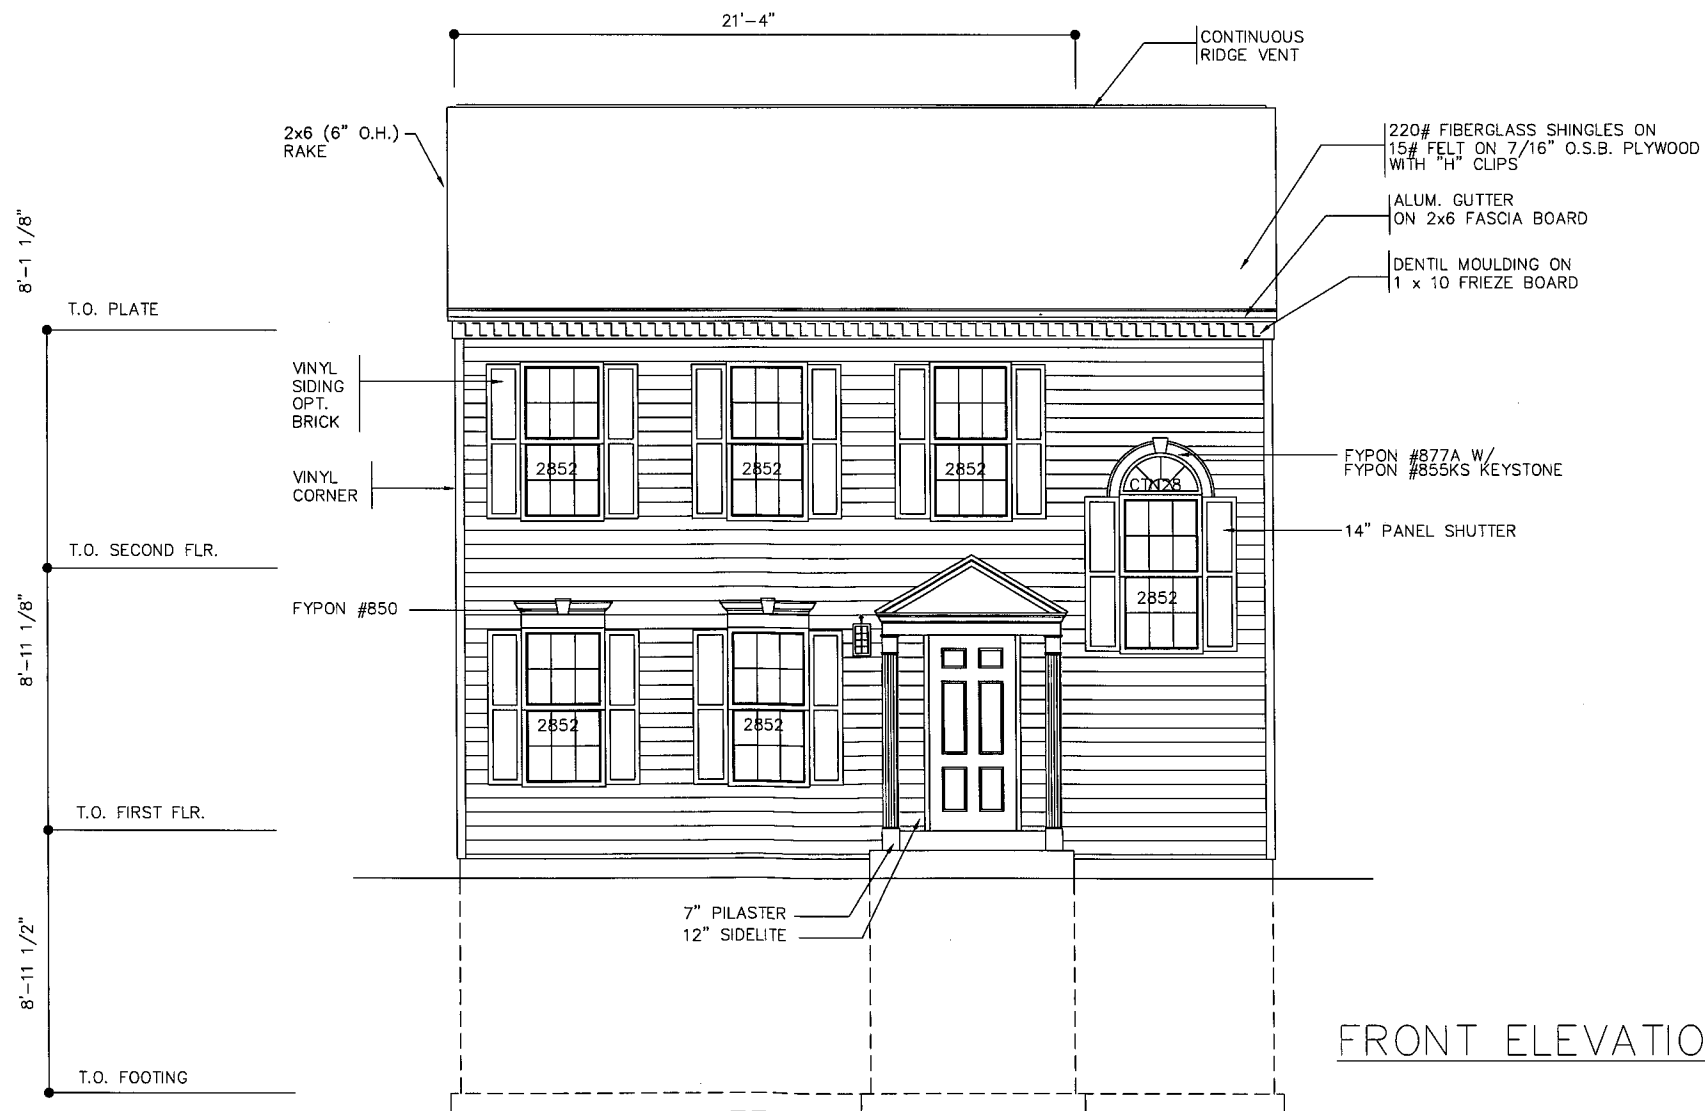 21'-4"
CONTINUOUS
RIDGE VENT
2x6 (6" O.H.)
RAKE
220# FIBERGLASS SHINGLES ON
15# FELT ON 7/16" O.S.B. PLYWOOD
WITH "H" CLIPS
ALUM. GUTTER
ON 2x6 FASCIA BOARD
8'-1 1/8"
DENTIL MOULDING ON
1 x 10 FRIEZE BOARD
T.O. PLATE
VINYL
SIDING
OPT.
BRICK
2852
2852
2852
FYPON #877A W/
FYPON #855KS KEYSTONE
VINYL
CORNER
CTN28
14" PANEL SHUTTER
T.O. SECOND FLR.
FYPON #850
2852
8'-11 1/8"
2852
2852
T.O. FIRST FLR.
7" PILASTER
12" SIDELITE
8'-11 1/2"
FRONT ELEVATIO
T.O. FOOTING